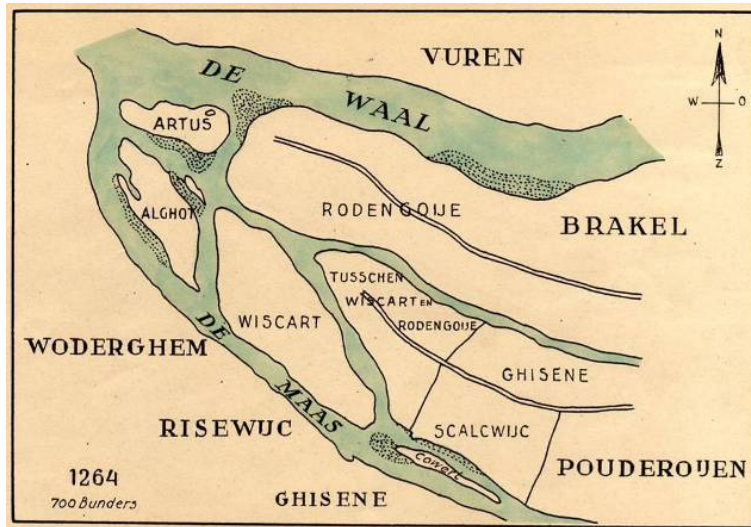 VUREN
DE
WAAL
N
W O
Z
ARTUS
ALGHOT
RODENGOIJE
BRAKEL
TUSSCHEN
WISCART EN
RODENGOIJE
WISCART
DE
MAAS
WODERGHEM
GHISENE
RISEWIJC
SCALCWIJC
COWERT
POUDEROIJEN
1264
700 Bunders
GHISENE